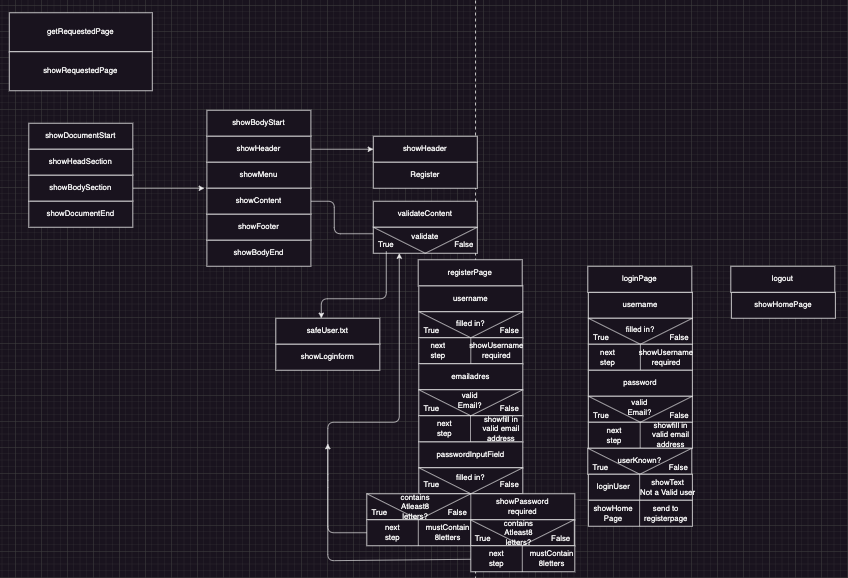 getRequestedPage
showRequestedPage
showDocumentStart
showHeadSection
showBodySection
showDocumentEnd
showBodyStart
showHeader
showMenu
showContent
showFooter
showBodyEnd
showHeader
Register
validateContent
validate
True
False
safeUser.txt
showLoginform
registerPage
username
filled in?
True
False
next
step
showUsername
required
emailadres
valid
Email?
True
False
next
step
showfill in
valid email
address
passwordInputField
filled in?
True
False
contains
Atleast8
letters?
True
False
showPassword
required
next
step
mustContain
8letters
contains
Atleast8
letters?
True
False
next
step
mustContain
8letters
loginPage
username
filled in?
True
False
next
step
showUsername
required
password
valid
Email?
True
False
next
step
showfill in
valid email
address
userKnown?
True
False
loginUser
showText
Not a Valid user
showHome
Page
send to
registerpage
logout
showHomePage